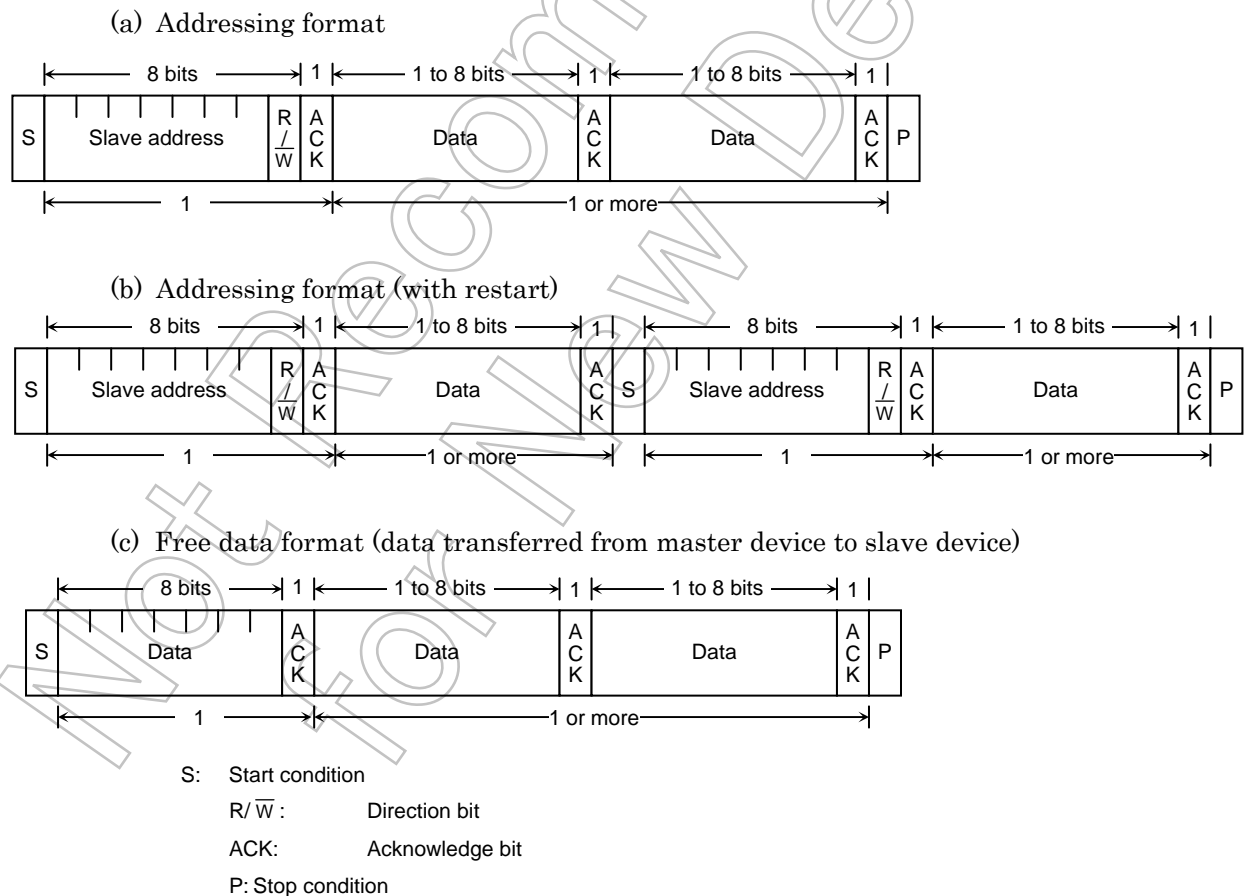 (a) Addressing format
8 bits 1 1 to 8 bits 1 1 to 8 bits 1
S Slave address R/W̅ ACK Data ACK Data ACK P
1 1 or more
(b) Addressing format (with restart)
8 bits 1 1 to 8 bits 1 8 bits 1 1 to 8 bits 1
S Slave address R/W̅ ACK Data ACK S Slave address R/W̅ ACK Data ACK P
1 1 or more 1 1 or more
(c) Free data format (data transferred from master device to slave device)
8 bits 1 1 to 8 bits 1 1 to 8 bits 1
S Data ACK Data ACK Data ACK P
1 1 or more
S: Start condition
R/W̅ : Direction bit
ACK: Acknowledge bit
P: Stop condition
Not Recom
for New De